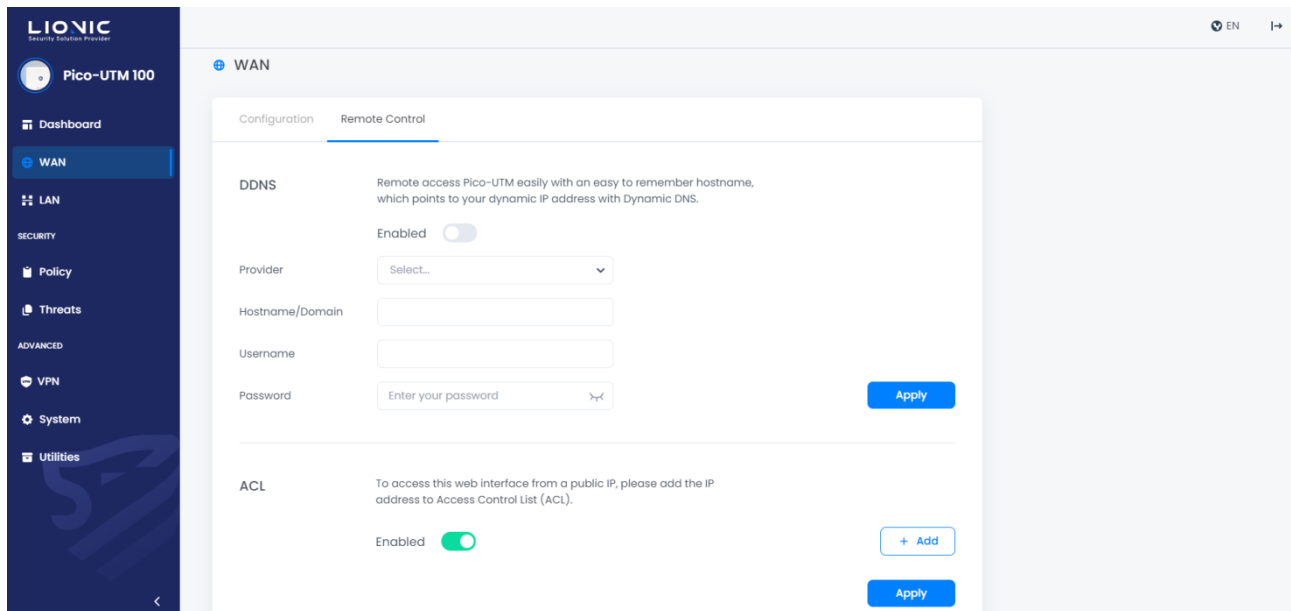 LIONIC
Security Solution Provider
EN
Pico-UTM 100
Dashboard
WAN
LAN
SECURITY
Policy
Threats
ADVANCED
VPN
System
Utilities
WAN
Configuration Remote Control
DDNS
Remote access Pico-UTM easily with an easy to remember hostname,
which points to your dynamic IP address with Dynamic DNS.
Enabled
Provider Select...
Hostname/Domain
Username
Password Enter your password
Apply
ACL
To access this web interface from a public IP, please add the IP
address to Access Control List (ACL).
Enabled
+ Add
Apply